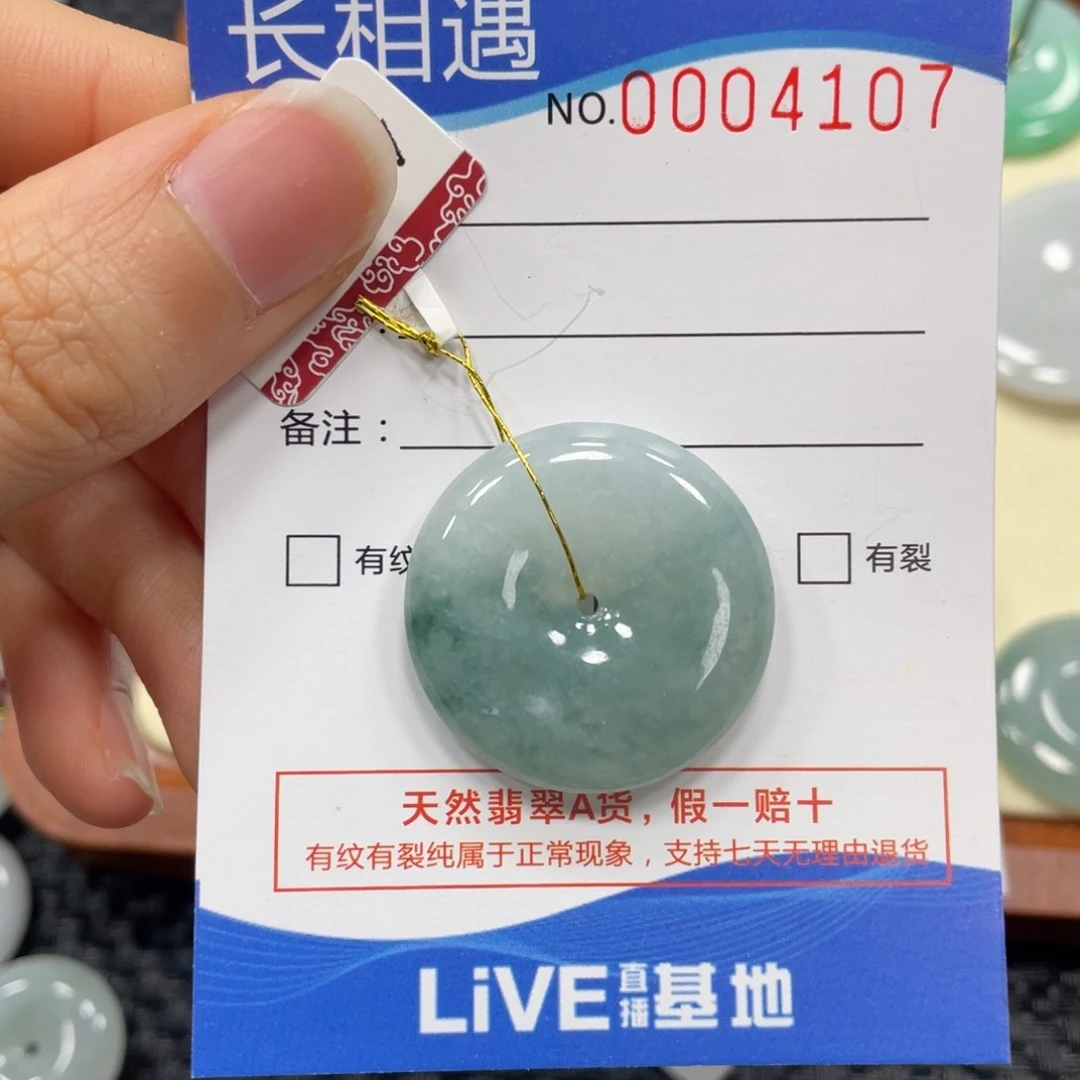 长相遇
NO.0004107
备注：
有纹
有裂
天然翡翠A货，假一赔十
有纹有裂纯属于正常现象，支持七天无理由退货
LiVE直播基地